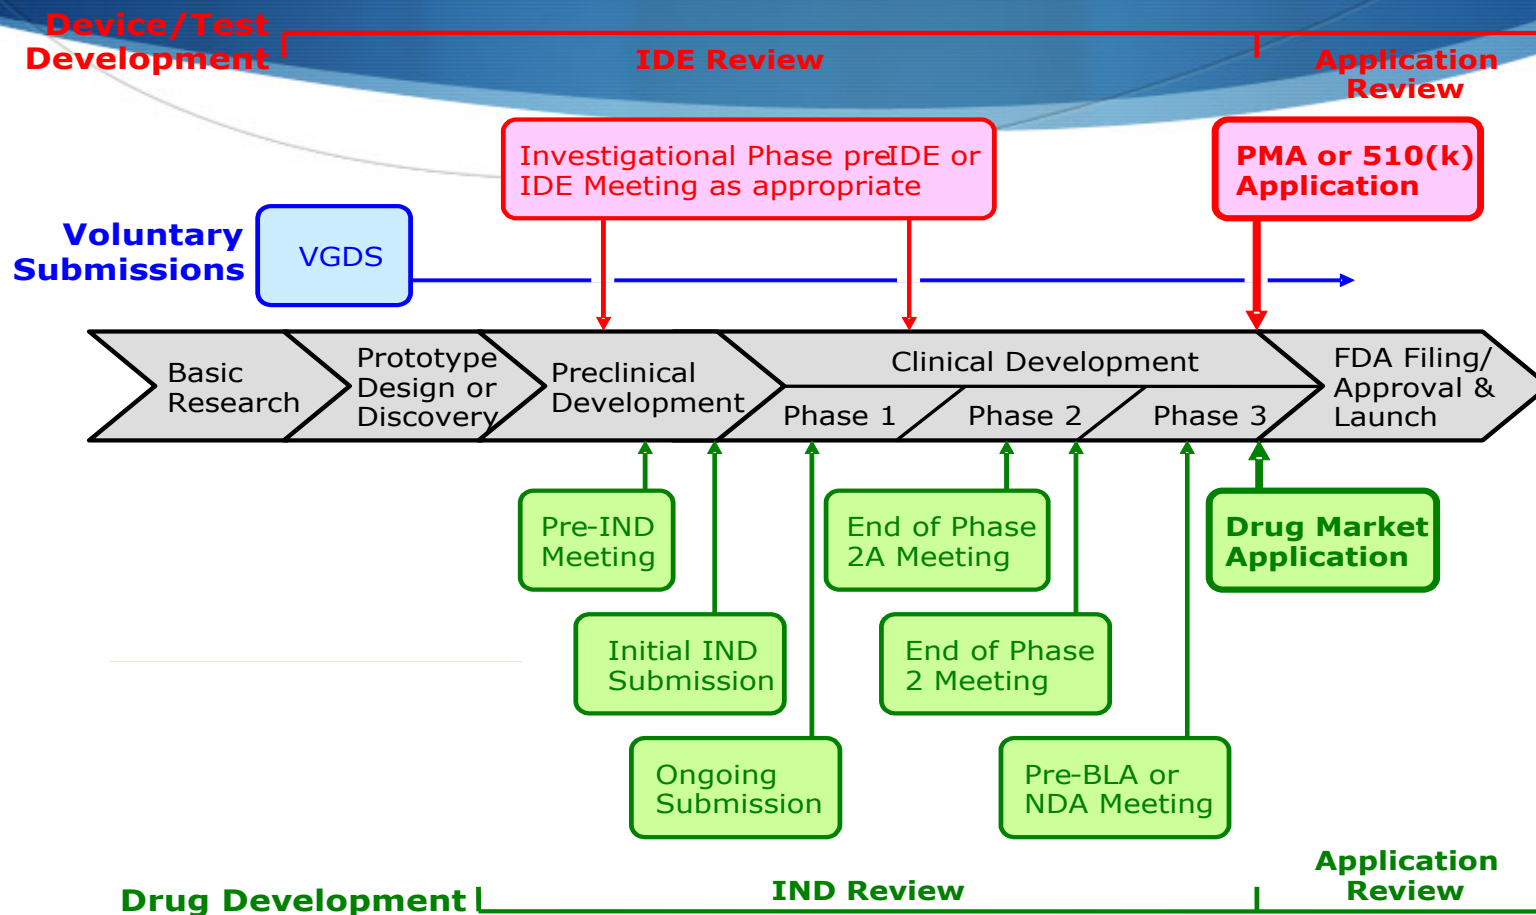 Device/Test
Development
IDE Review
Application
Review
Investigational Phase preIDE or
IDE Meeting as appropriate
PMA or 510(k)
Application
Voluntary
Submissions
VGDS
Basic
Research
Prototype
Design or
Discovery
Preclinical
Development
Clinical Development
Phase 1
Phase 2
Phase 3
FDA Filing/
Approval &
Launch
Pre-IND
Meeting
End of Phase
2A Meeting
Drug Market
Application
Initial IND
Submission
End of Phase
2 Meeting
Ongoing
Submission
Pre-BLA or
NDA Meeting
Drug Development
IND Review
Application
Review